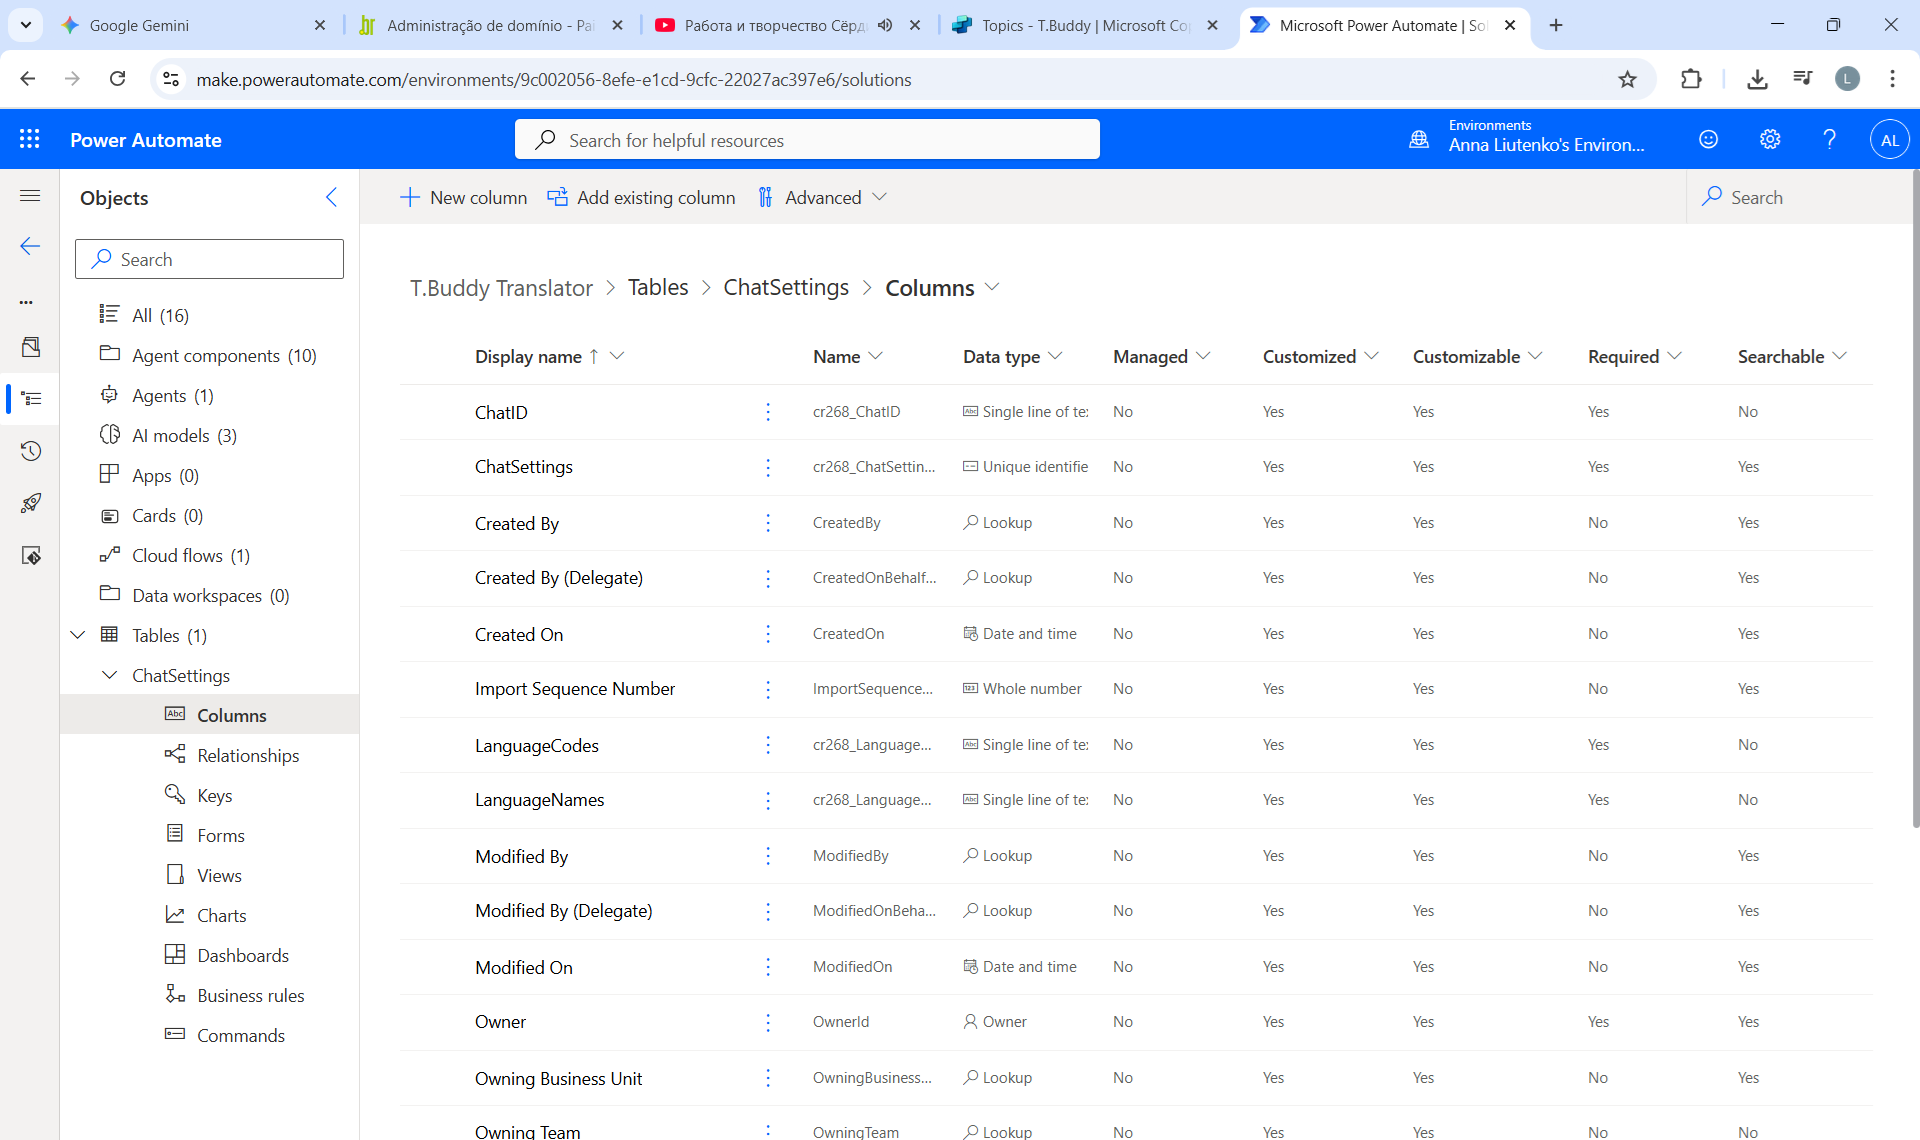 Google Gemini
Administração de domínio - Pai
Работа и творчество Сёрд
Topics - T.Buddy | Microsoft Cop
Microsoft Power Automate | Sol
make.powerautomate.com/environments/9c002056-8efe-e1cd-9cfc-22027ac397e6/solutions
L
Power Automate
Search for helpful resources
Environments
Anna Liutenko's Environ...
AL
Objects
New column
Add existing column
Advanced
Search
Search
All (16)
Agent components (10)
Agents (1)
AI models (3)
Apps (0)
Cards (0)
Cloud flows (1)
Data workspaces (0)
Tables (1)
ChatSettings
Columns
Relationships
Keys
Forms
Views
Charts
Dashboards
Business rules
Commands
T.Buddy Translator > Tables > ChatSettings > Columns
Display name ↑ Name Data type Managed Customized Customizable Required Searchable
ChatID cr268_ChatID Single line of te No Yes Yes Yes No
ChatSettings cr268_ChatSettin... Unique identifie No Yes Yes Yes Yes
Created By CreatedBy Lookup No Yes Yes No Yes
Created By (Delegate) CreatedOnBehalf... Lookup No Yes Yes No Yes
Created On CreatedOn Date and time No Yes Yes No Yes
Import Sequence Number ImportSequence... Whole number No Yes Yes No Yes
LanguageCodes cr268_Language... Single line of te No Yes Yes Yes No
LanguageNames cr268_Language... Single line of te No Yes Yes Yes No
Modified By ModifiedBy Lookup No Yes Yes No Yes
Modified By (Delegate) ModifiedOnBeha... Lookup No Yes Yes No Yes
Modified On ModifiedOn Date and time No Yes Yes No Yes
Owner OwnerId Owner No Yes Yes Yes Yes
Owning Business Unit OwningBusiness... Lookup No Yes Yes No Yes
Owning Team OwningTeam Lookup No Yes Yes No No